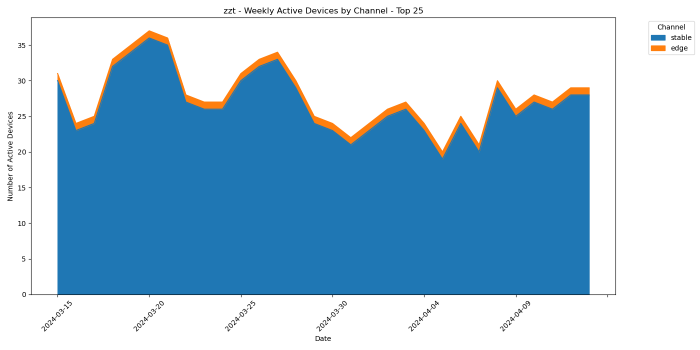 zzt - Weekly Active Devices by Channel - Top 25
Channel
stable
edge
Number of Active Devices
35
30
25
20
15
10
5
0
2024-03-15
2024-03-20
2024-03-25
2024-03-30
2024-04-04
2024-04-09
Date